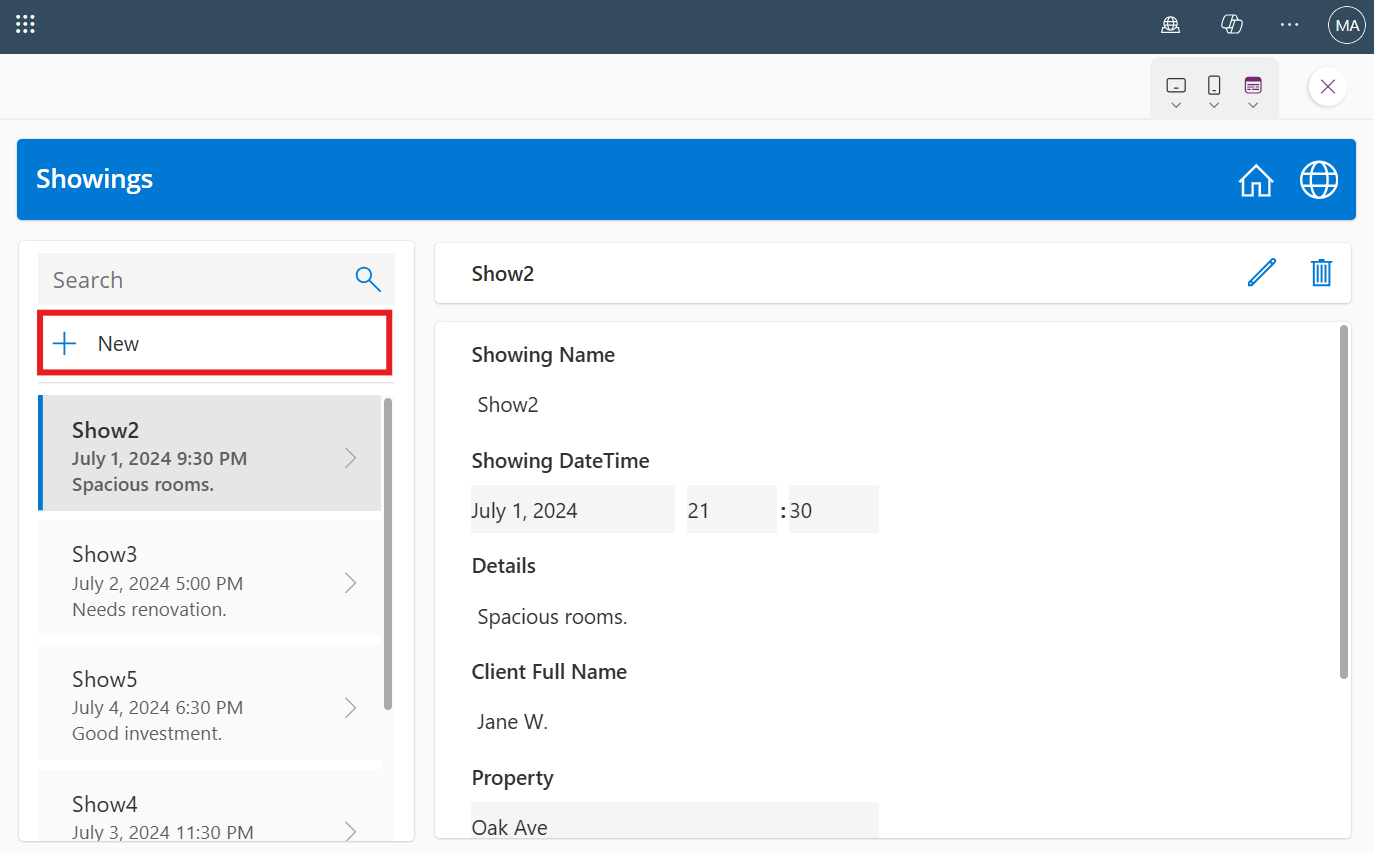 MA
Showings
Search
New
Show2
July 1, 2024 9:30 PM
Spacious rooms.
Show3
July 2, 2024 5:00 PM
Needs renovation.
Show5
July 4, 2024 6:30 PM
Good investment.
Show4
July 3, 2024 11:30 PM
Show2
Showing Name
Show2
Showing DateTime
July 1, 2024 21 : 30
Details
Spacious rooms.
Client Full Name
Jane W.
Property
Oak Ave